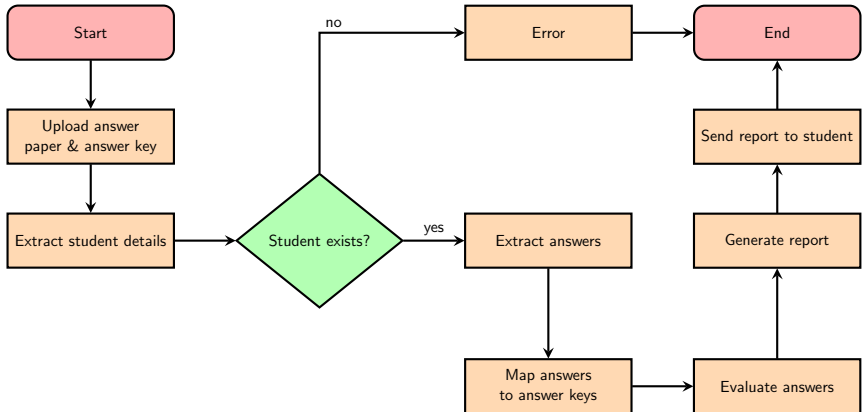 Start
no
Error
End
Upload answer
paper & answer key
Send report to student
Extract student details
Student exists?
yes
Extract answers
Generate report
Map answers
to answer keys
Evaluate answers